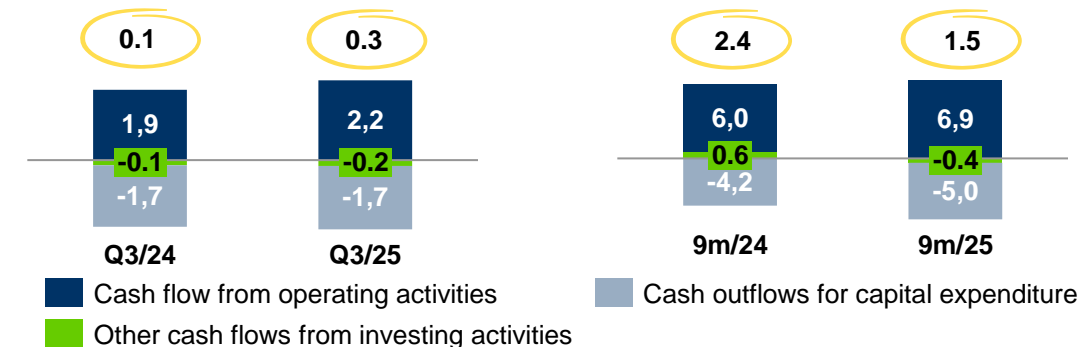 0.1
0.3
2.4
1.5
1,9
2,2
6,0
6,9
-0.1
-0.2
0.6
-0.4
-1,7
-1,7
-4,2
-5,0
Q3/24
Q3/25
9m/24
9m/25
Cash flow from operating activities
Cash outflows for capital expenditure
Other cash flows from investing activities